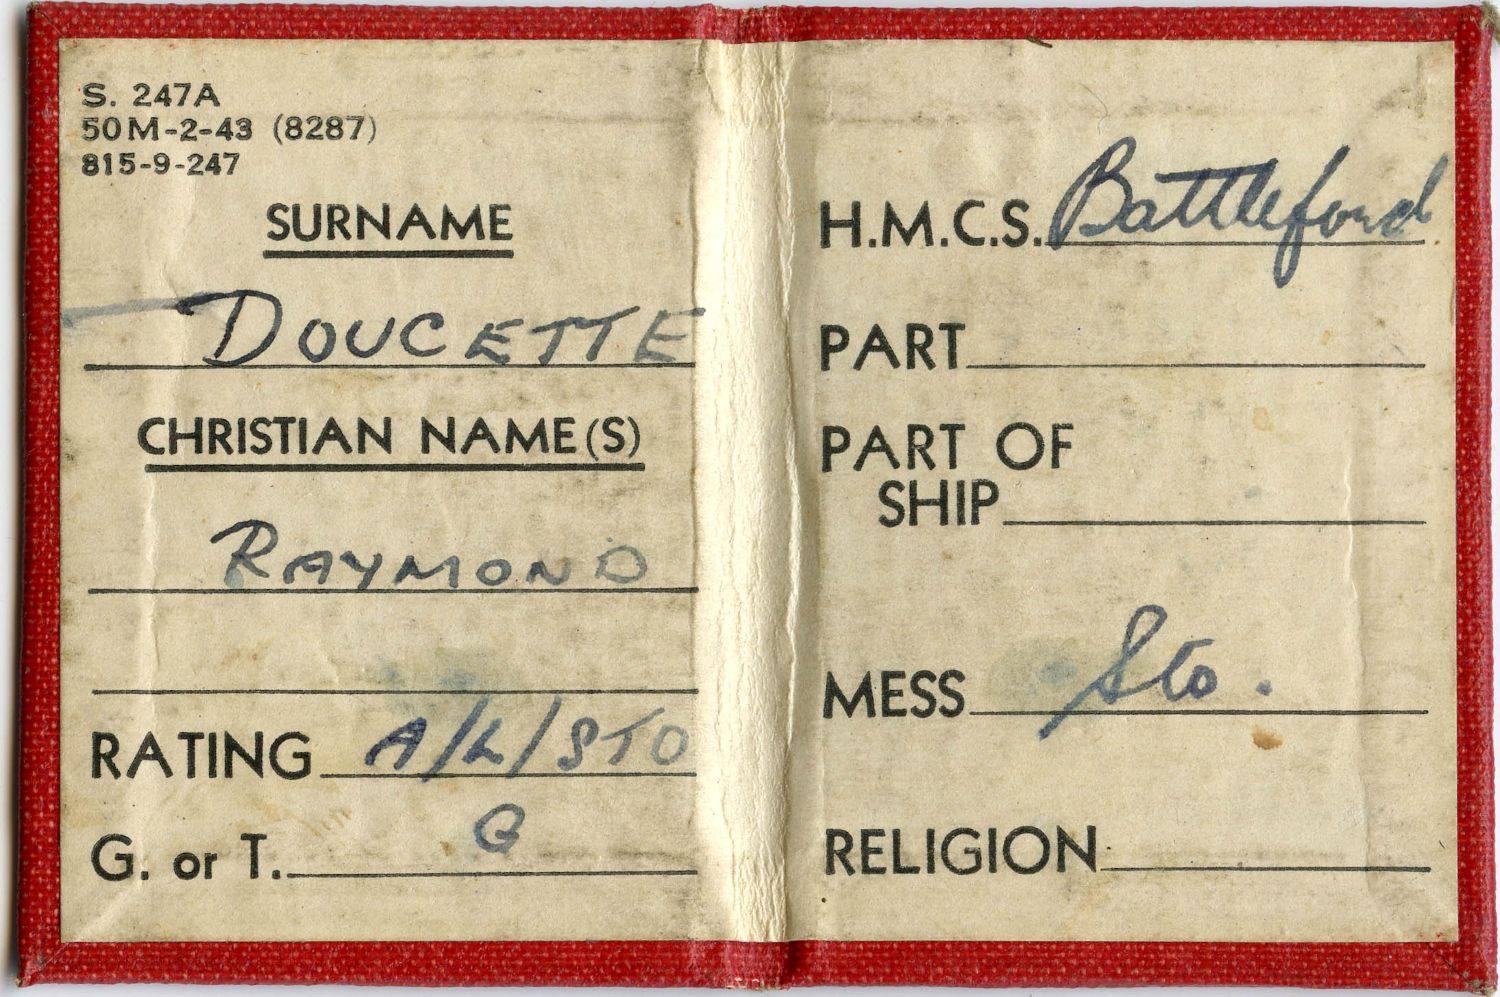 S. 247A
50M-2-43 (8287)
815-9-247
SURNAME
DOUCETTE
CHRISTIAN NAME(S)
RAYMOND
RATING A/L/STO
G. or T. G
H.M.C.S. Battleford
PART
PART OF
SHIP
MESS Sto.
RELIGION